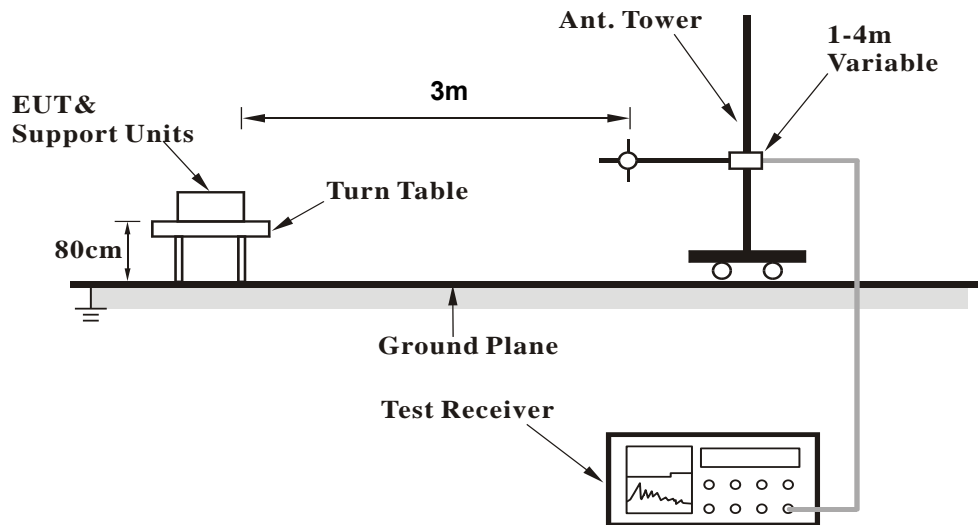 Ant. Tower
1-4m
Variable
3m
EUT&
Support Units
Turn Table
80cm
Ground Plane
Test Receiver